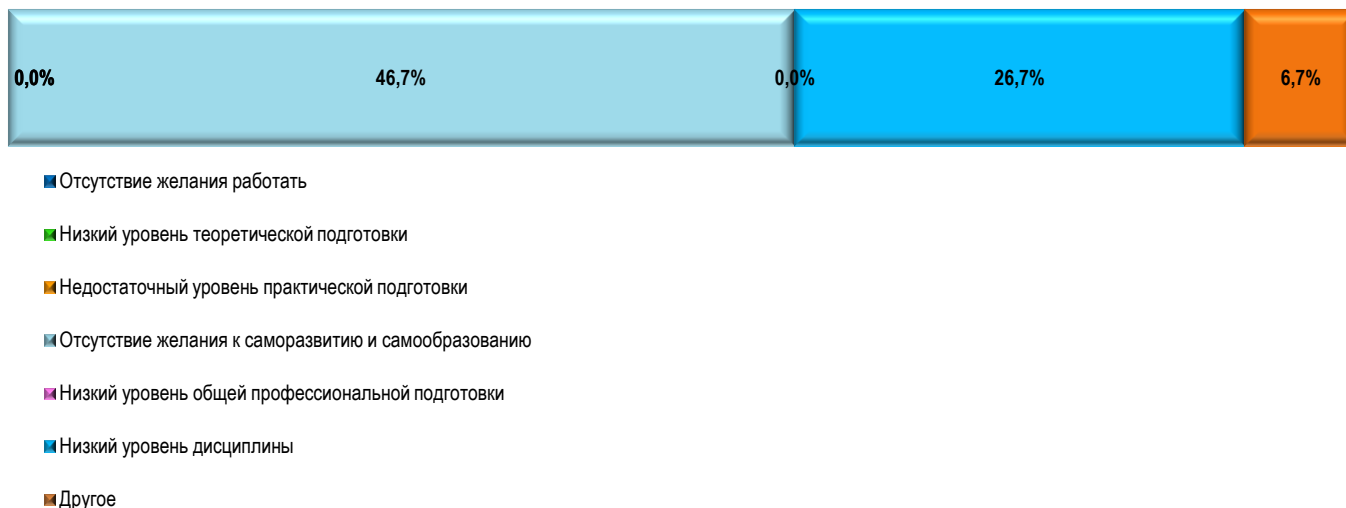 0,0% 46,7% 0,0% 26,7% 6,7%
Отсутствие желания работать
Низкий уровень теоретической подготовки
Недостаточный уровень практической подготовки
Отсутствие желания к саморазвитию и самообразованию
Низкий уровень общей профессиональной подготовки
Низкий уровень дисциплины
Другое